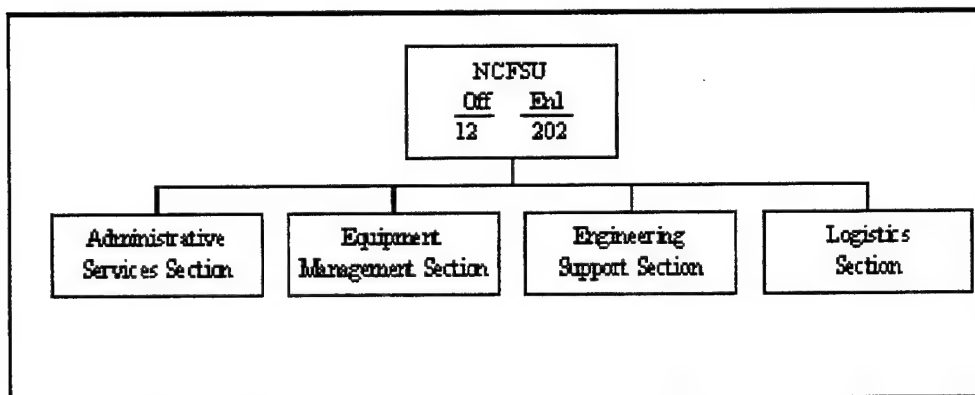 NCFSU
Off Enl
12 202
Administrative
Services Section
Equipment
Management Section
Engineering
Support Section
Logistics
Section